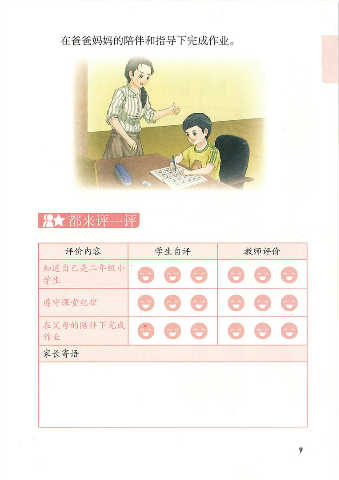 在爸爸妈妈的陪伴和指导下完成作业。
都来评一评
评价内容 学生自评 教师评价
知道自己是二年级小
学生
遵守课堂纪律
在父母的陪伴下完成
作业
家长寄语
9